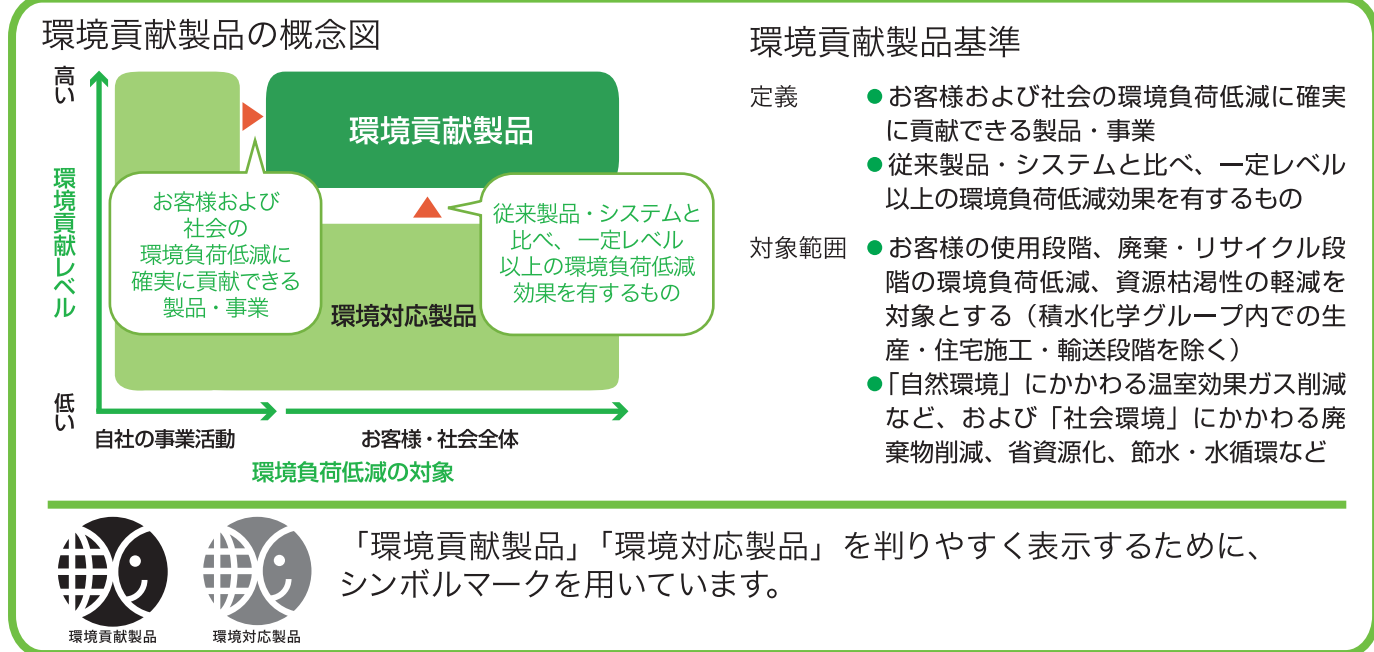 環境貢献製品の概念図
高い
環境貢献レベル
低い
環境貢献製品
お客様および
社会の
環境負荷低減に
確実に貢献できる
製品・事業
従来製品・システムと
比べ、一定レベル
以上の環境負荷低減
効果を有するもの
環境対応製品
自社の事業活動
お客様・社会全体
環境負荷低減の対象
環境貢献製品基準
定義
●お客様および社会の環境負荷低減に確実
に貢献できる製品・事業
●従来製品・システムと比べ、一定レベル
以上の環境負荷低減効果を有するもの
対象範囲
●お客様の使用段階、廃棄・リサイクル段
階の環境負荷低減、資源枯渇性の軽減を
対象とする（積水化学グループ内での生
産・住宅施工・輸送段階を除く）
●「自然環境」にかかわる温室効果ガス削減
など、および「社会環境」にかかわる廃
棄物削減、省資源化、節水・水循環など
環境貢献製品
環境対応製品
「環境貢献製品」「環境対応製品」を判りやすく表示するために、
シンボルマークを用いています。